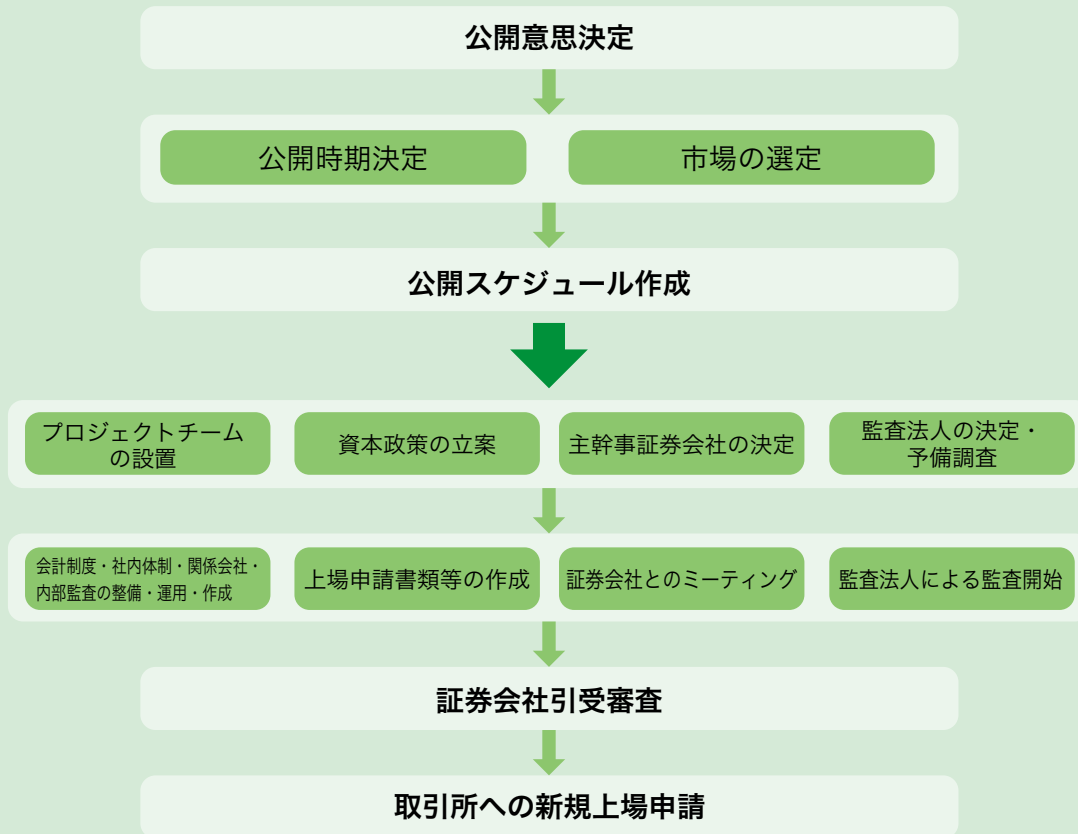 公開意思決定
公開時期決定
市場の選定
公開スケジュール作成
プロジェクトチーム
の設置
資本政策の立案
主幹事証券会社の決定
監査法人の決定・
予備調査
会計制度・社内体制・関係会社・
内部監査の整備・運用・作成
上場申請書類等の作成
証券会社とのミーティング
監査法人による監査開始
証券会社引受審査
取引所への新規上場申請